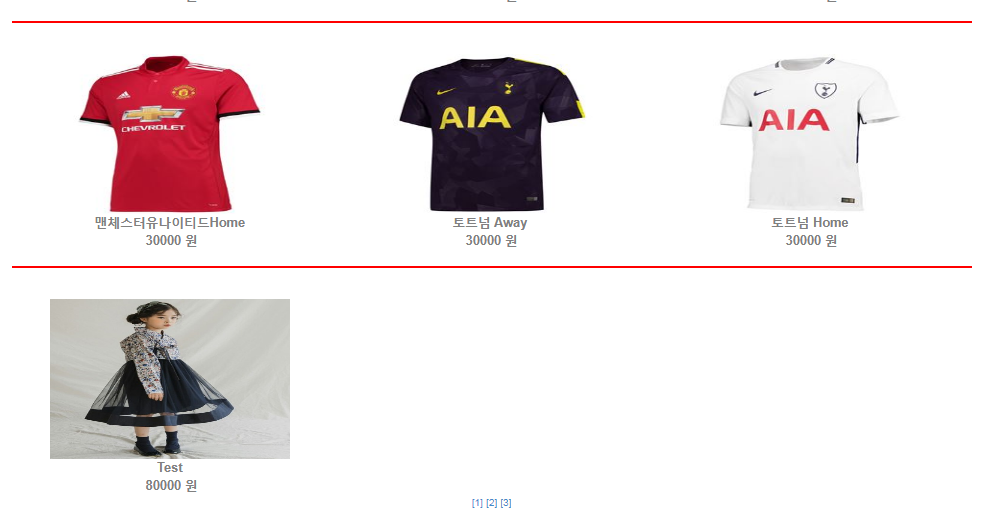 CHEVROLET
AIA
AIA
맨체스터유나이티드Home
토트넘 Away
토트넘 Home
30000 원
30000 원
30000 원
Test
80000 원
[1] [2] [3]